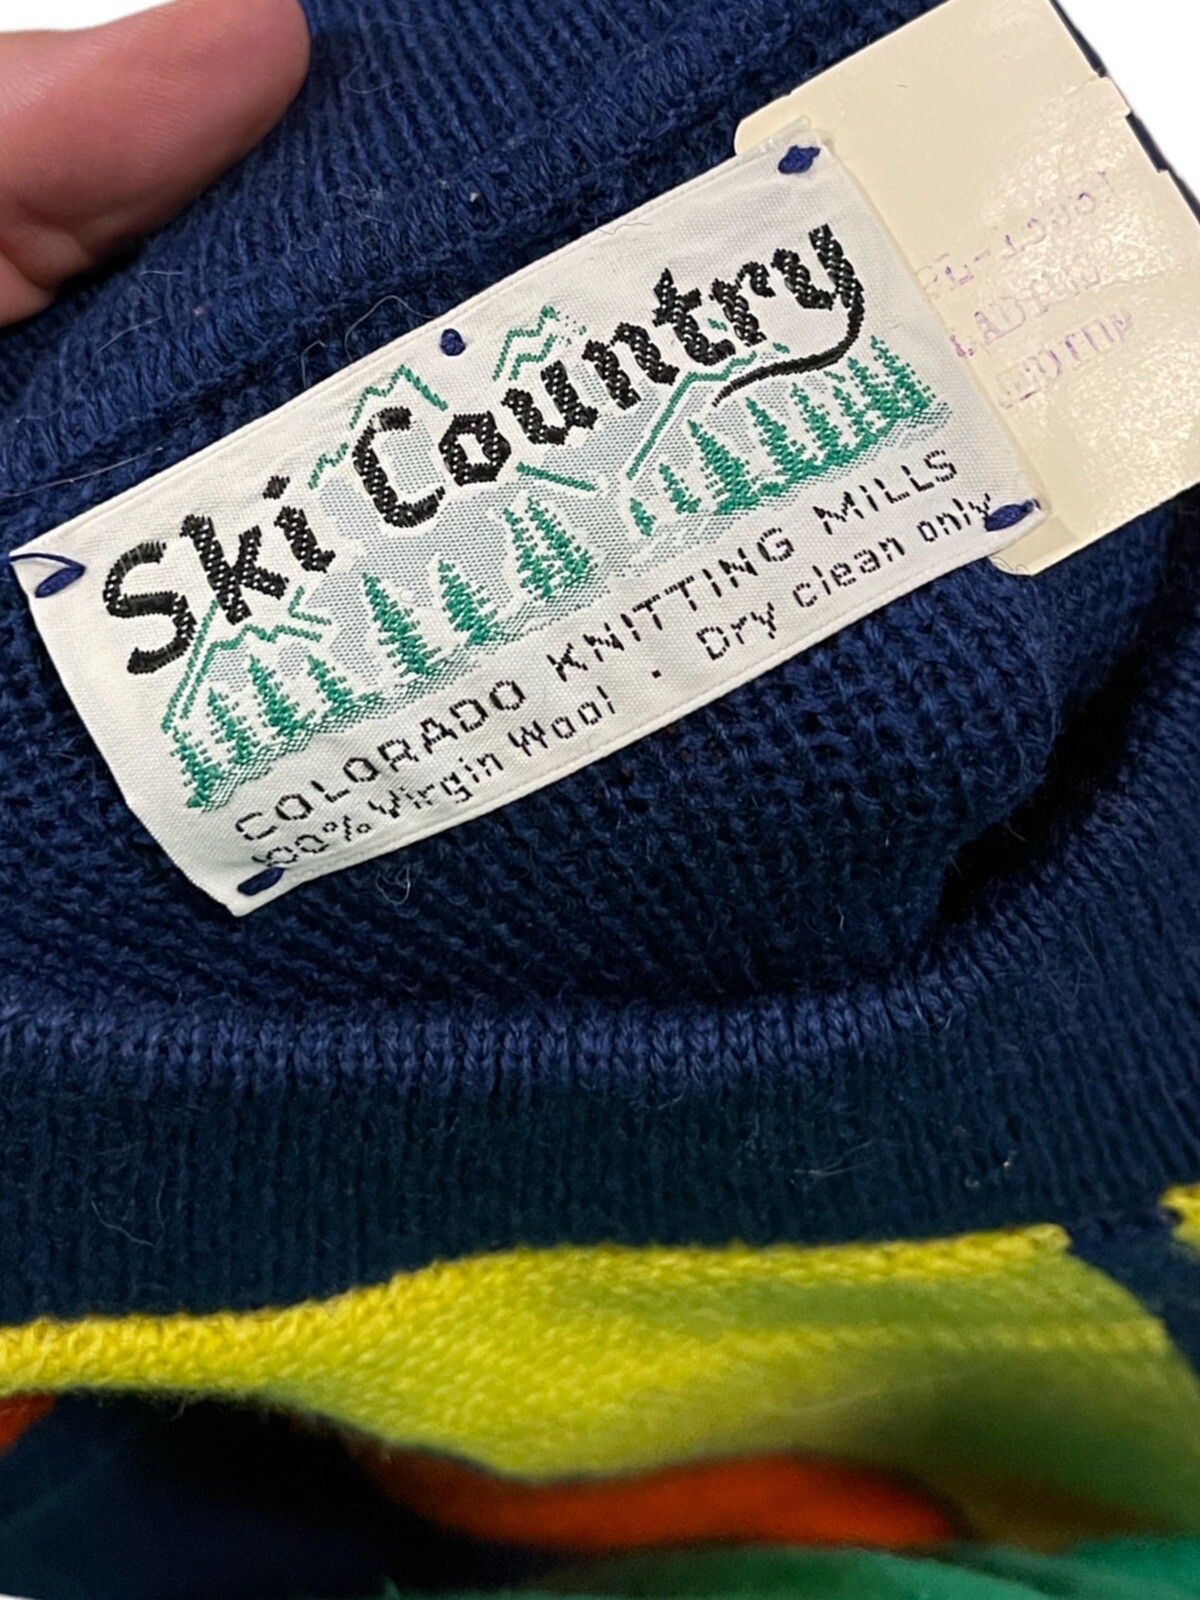 Ski Country
COLORADO KNITTING MILLS
100% Virgin Wool . Dry clean only